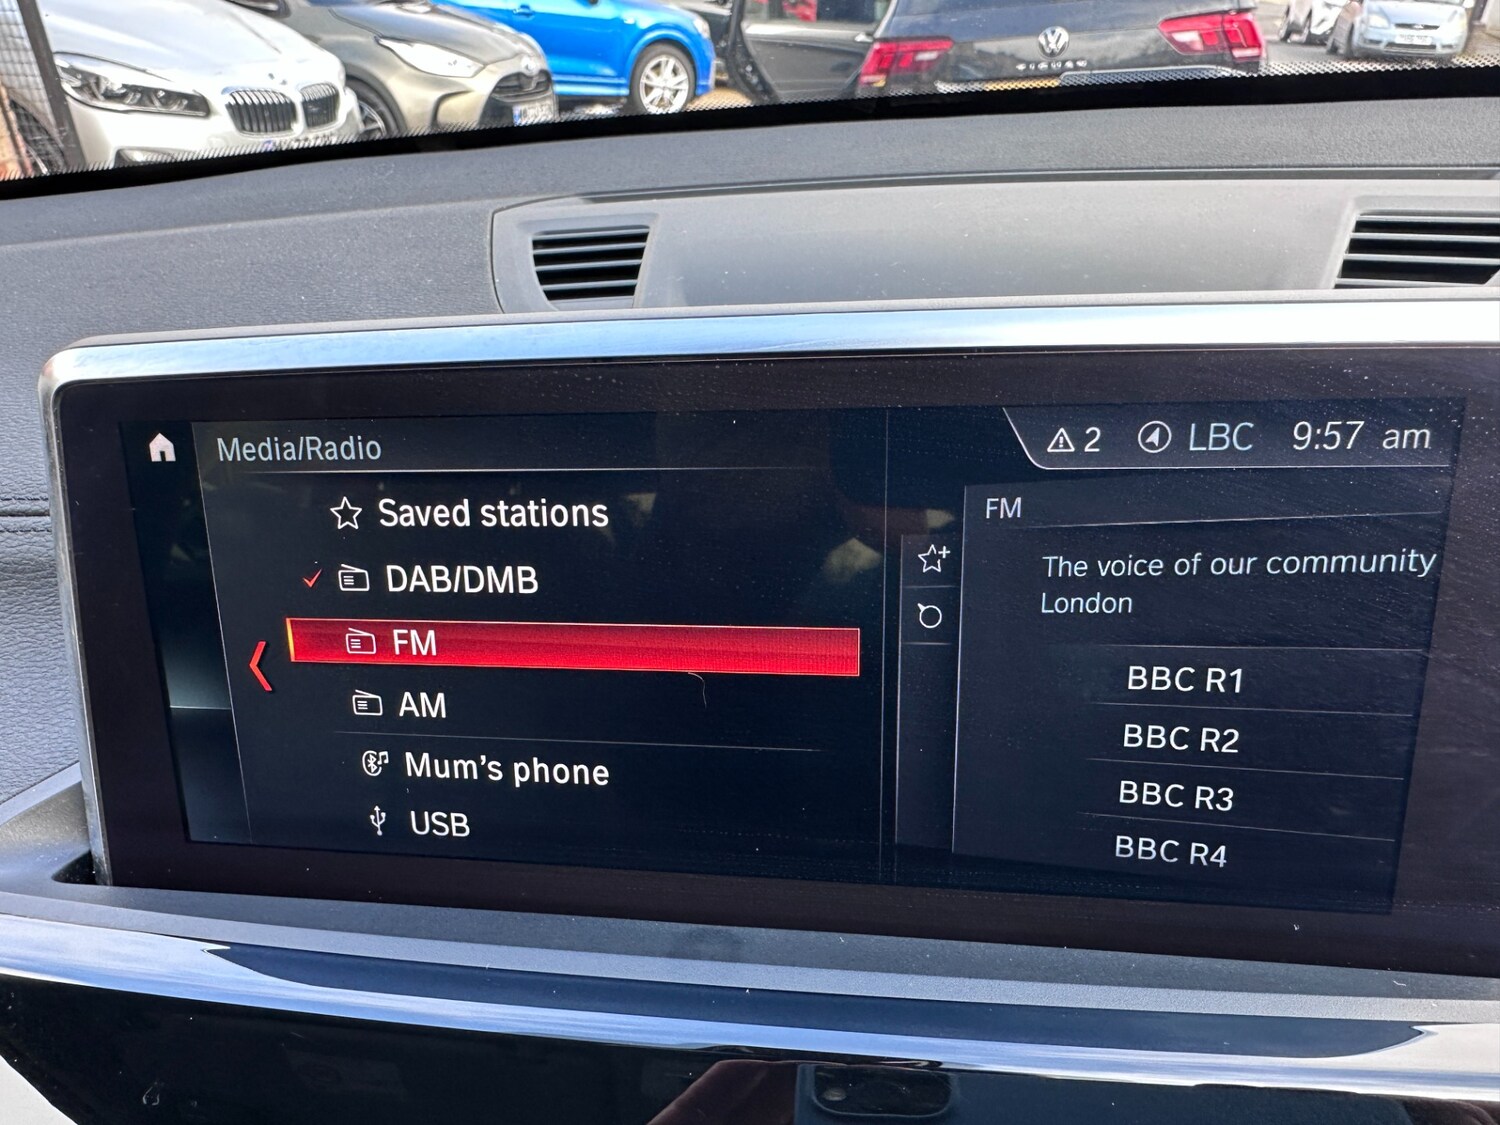 Media/Radio
2 LBC 9:57 am
Saved stations
DAB/DMB
FM
AM
Mum's phone
USB
FM
The voice of our community
London
BBC R1
BBC R2
BBC R3
BBC R4